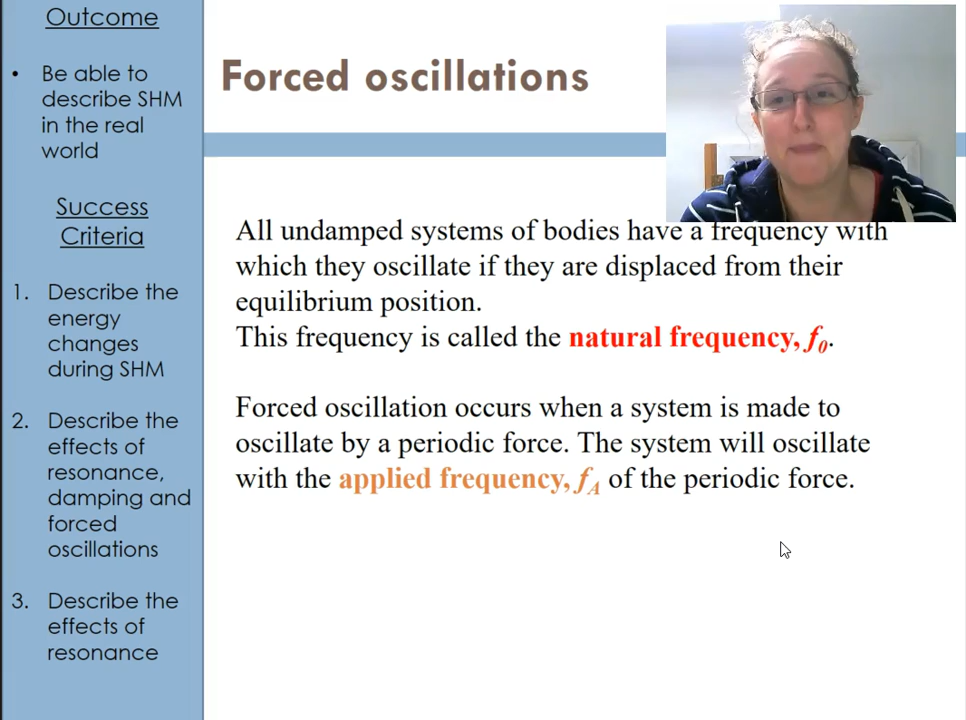 Outcome
• Be able to
describe SHM
in the real
world
Success
Criteria
1. Describe the
energy
changes
during SHM
2. Describe the
effects of
resonance,
damping and
forced
oscillations
3. Describe the
effects of
resonance
Forced oscillations
All undamped systems of bodies have a frequency with
which they oscillate if they are displaced from their
equilibrium position.
This frequency is called the natural frequency, f0.
Forced oscillation occurs when a system is made to
oscillate by a periodic force. The system will oscillate
with the applied frequency, fA of the periodic force.